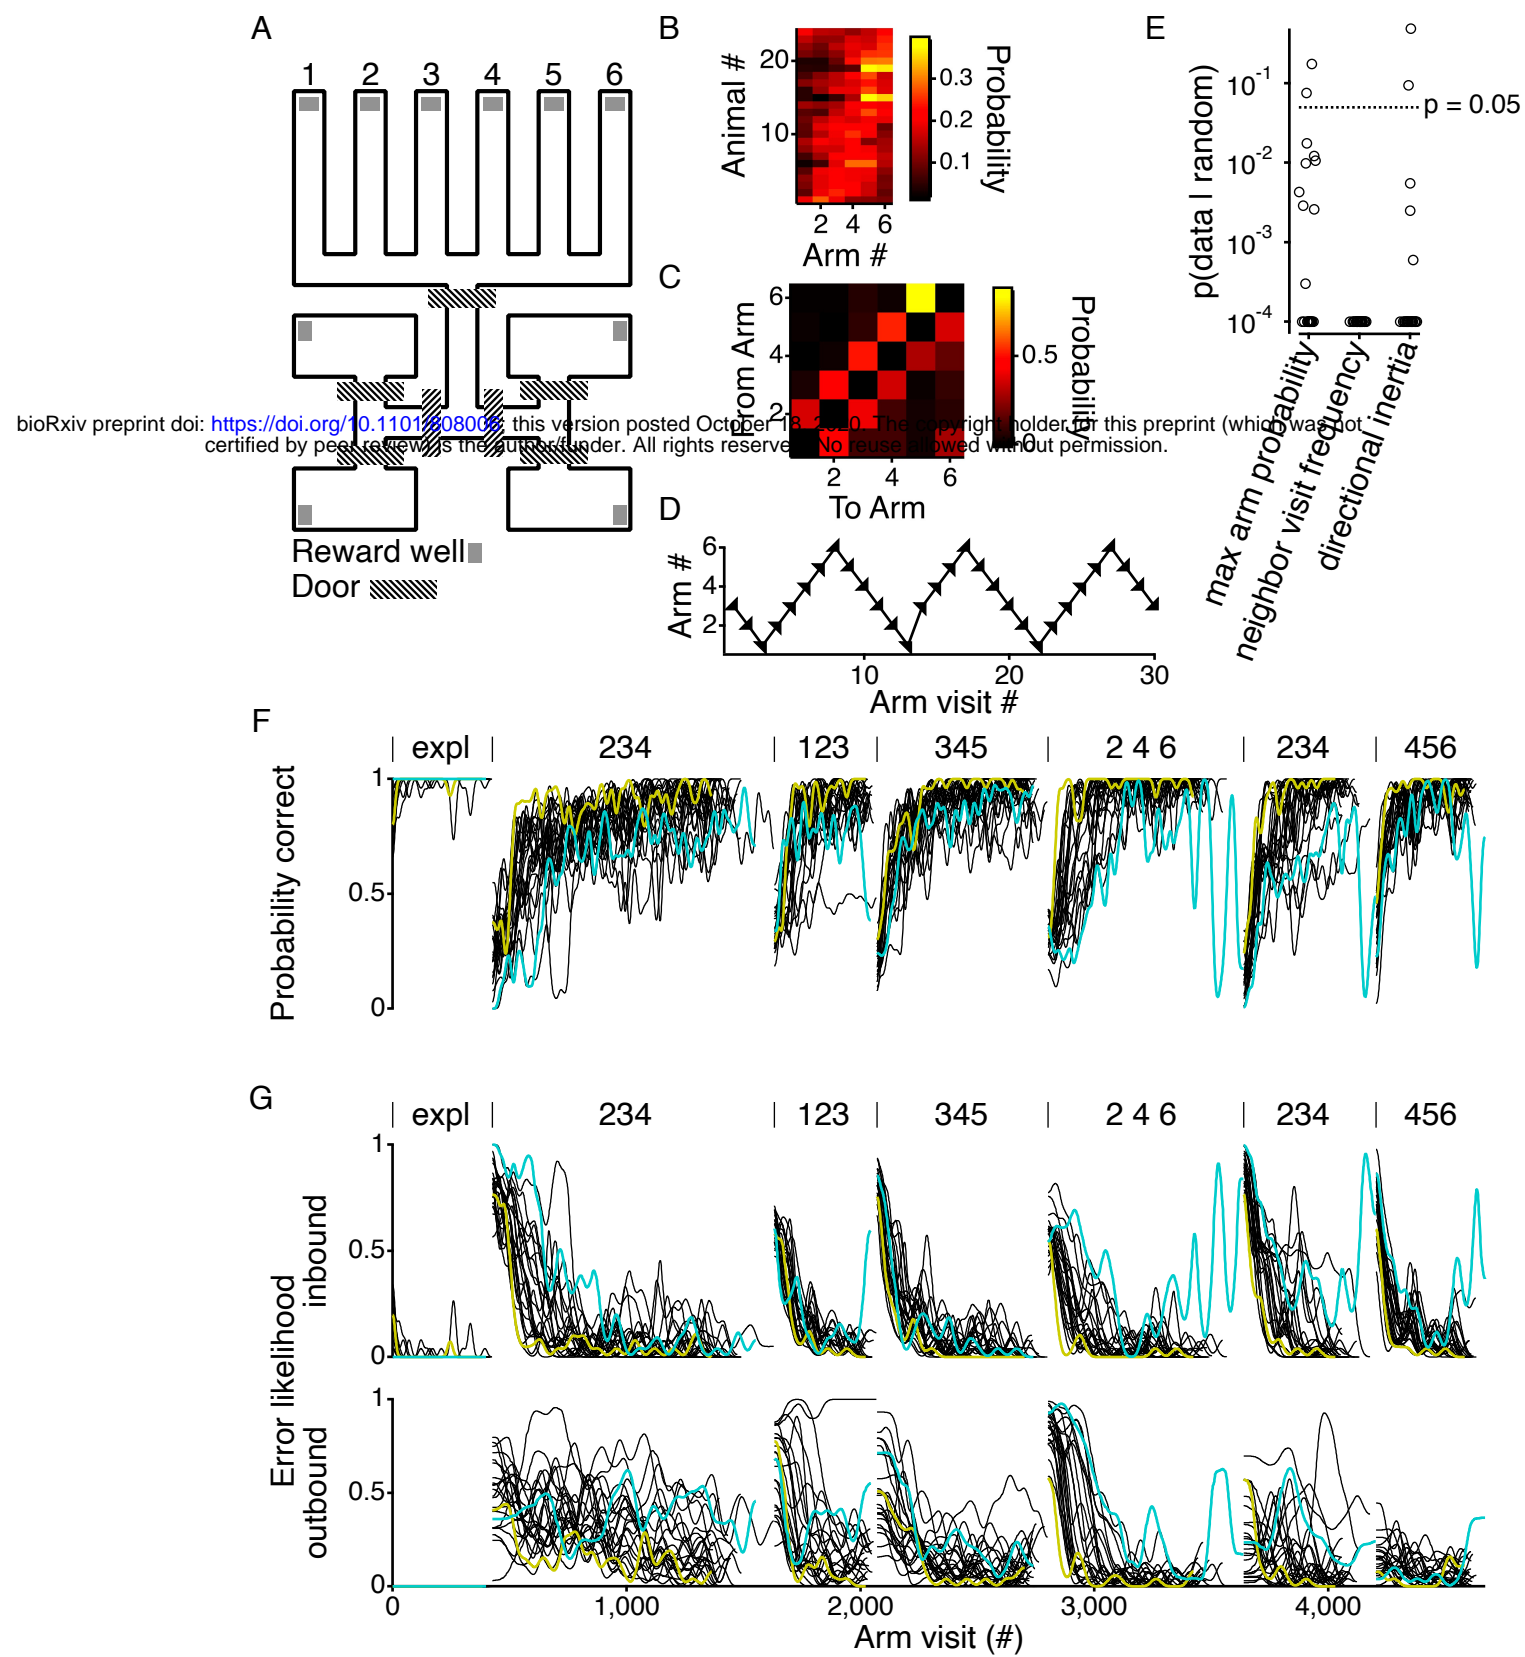 A
1 2 3 4 5 6
Reward well
Door
B
Animal #
20
10
2 4 6
Arm #
0.3
0.2
0.1
Probability
C
From Arm
6
4
2
2 4 6
To Arm
0.5
0
Probability
D
Arm #
6
4
2
10 20 30
Arm visit #
E
p(data | random)
10-1
10-2
10-3
10-4
p = 0.05
max arm probability
neighbor visit frequency
directional inertia
bioRxiv preprint doi: https://doi.org/10.1101/808006; this version posted October 18, 2020. The copyright holder for this preprint (which was not
certified by peer review) is the author/funder. All rights reserved. No reuse allowed without permission.
F
expl 234 123 345 2 4 6 234 456
Probability correct
1
0.5
0
G
expl 234 123 345 2 4 6 234 456
Error likelihood
inbound
1
0.5
0
outbound
1
0.5
0
0 1,000 2,000 3,000 4,000
Arm visit (#)